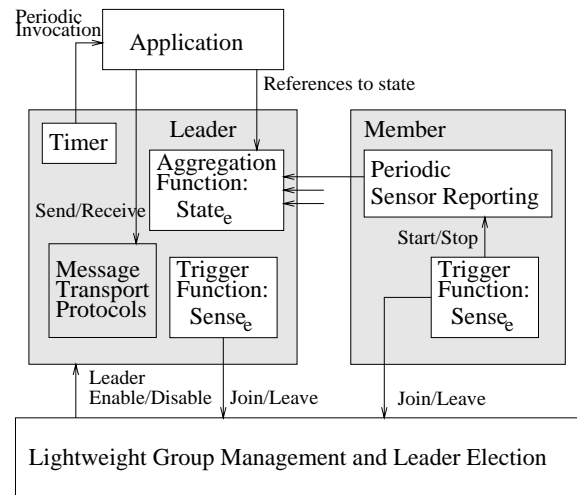 Periodic
Invocation
Application
References to state
Leader
Timer
Aggregation
Function:
State_e
Send/Receive
Message
Transport
Protocols
Trigger
Function:
Sense_e
Member
Periodic
Sensor Reporting
Start/Stop
Trigger
Function:
Sense_e
Leader
Enable/Disable
Join/Leave
Join/Leave
Lightweight Group Management and Leader Election